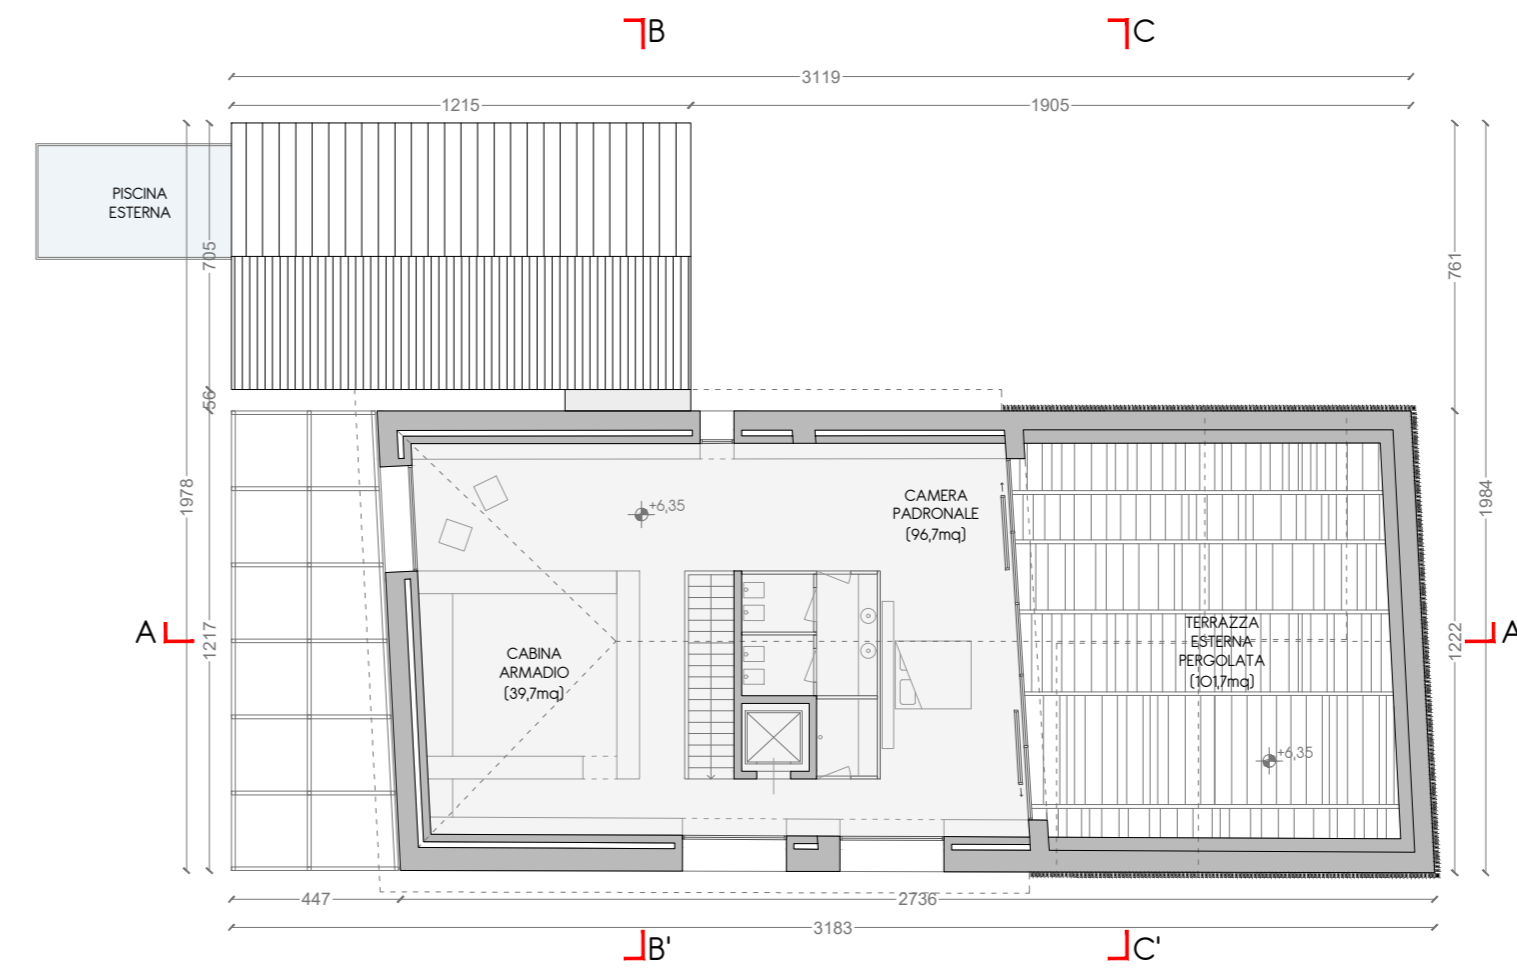 B
C
3119
1215
1905
PISCINA
ESTERNA
705
761
56
1978
1984
+6,35
CAMERA
PADRONALE
(96,7mq)
A
1217
CABINA
ARMADIO
(39,7mq)
TERRAZZA
ESTERNA
PERGOLATA
(101,7mq)
1222
A
+6,35
447
2736
3183
B'
C'